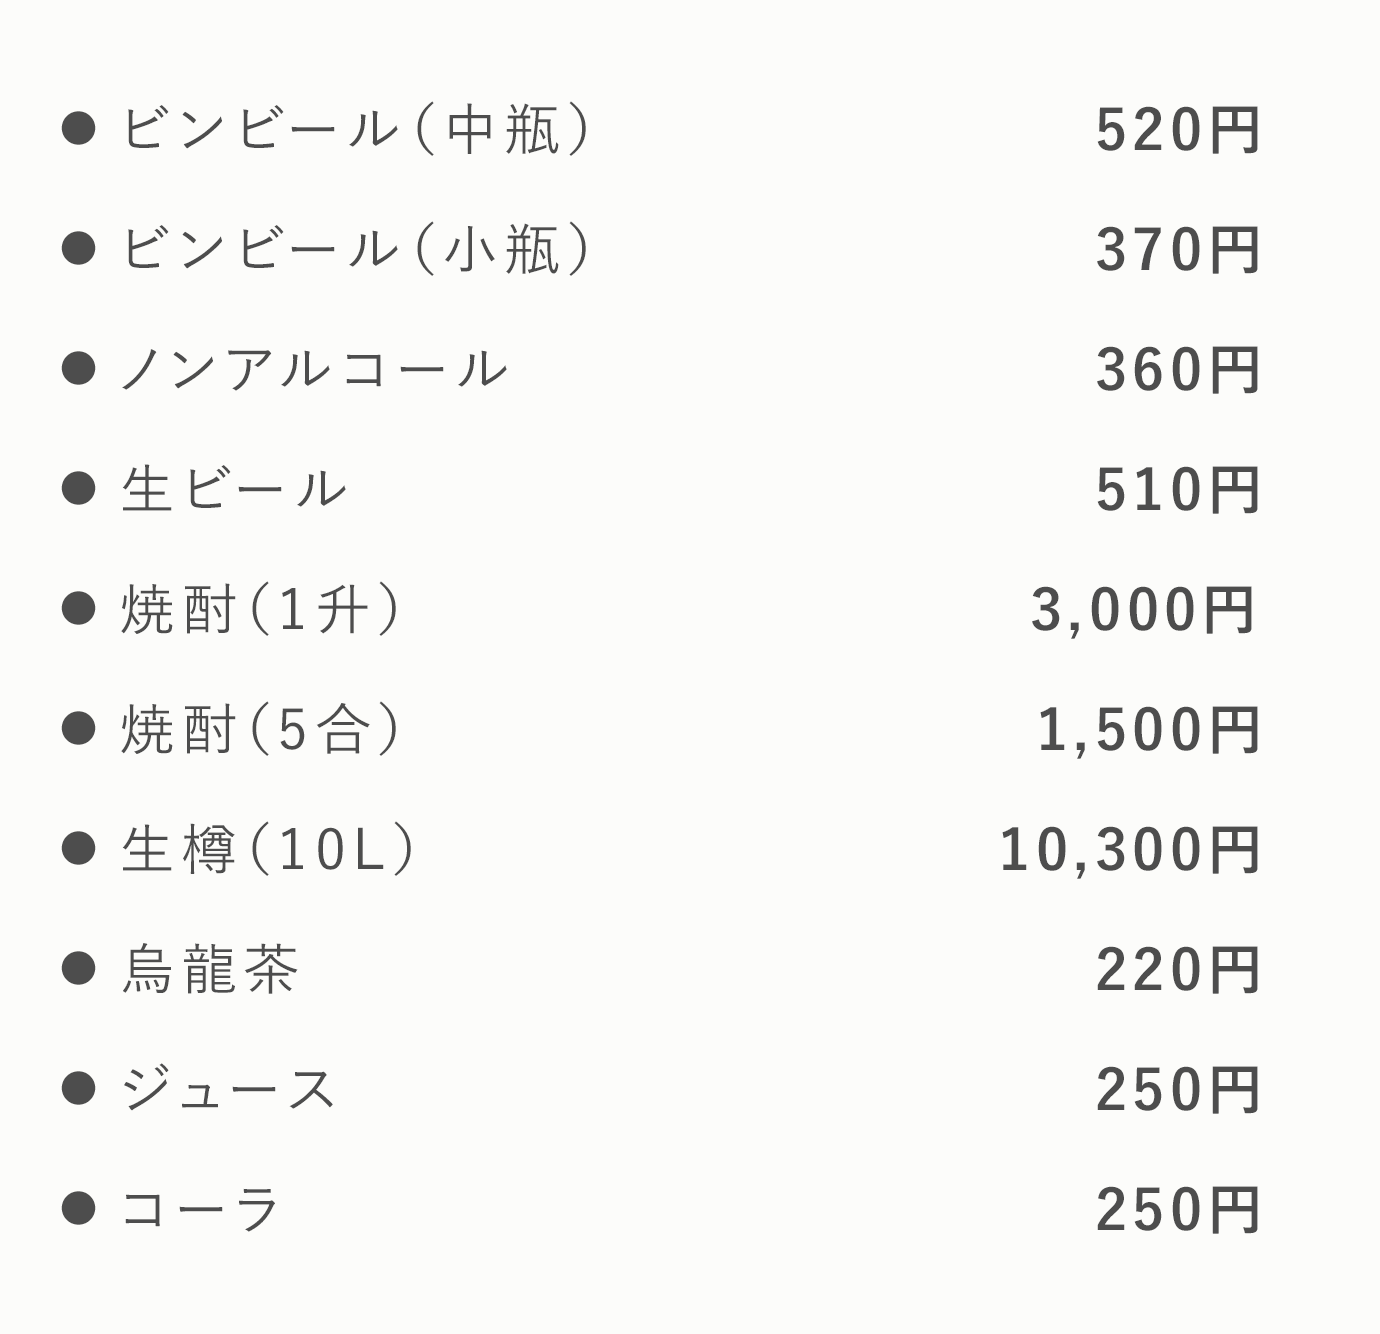 ● ビンビール(中瓶) 520円
● ビンビール(小瓶) 370円
● ノンアルコール 360円
● 生ビール 510円
● 焼酎(1升) 3,000円
● 焼酎(5合) 1,500円
● 生樽(10L) 10,300円
● 烏龍茶 220円
● ジュース 250円
● コーラ 250円